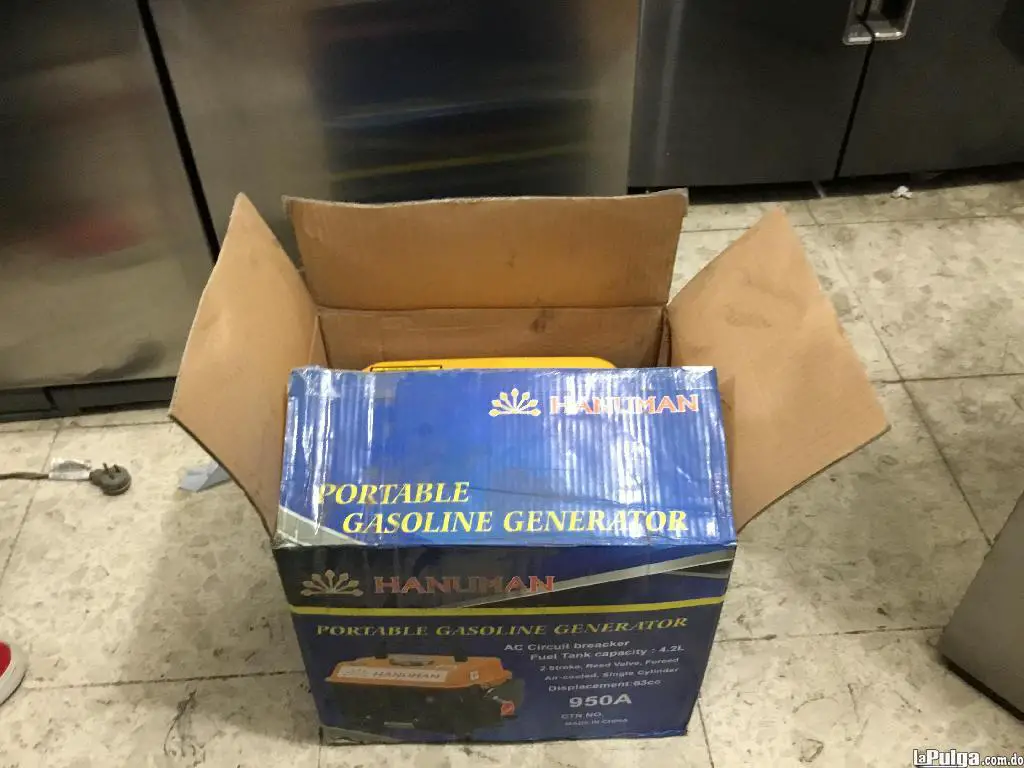 HANUMAN
PORTABLE
GASOLINE GENERATOR
HANUMAN
PORTABLE GASOLINE GENERATOR
AC Circuit breacker
Fuel Tank capacity : 4.2L
2 Stroke, Reed Valve, Forced
Air-cooled, Single Cylinder
Displacement:63cc
950A
CTN NO.
MADE IN CHINA
HANUMAN
laPulga.com.do